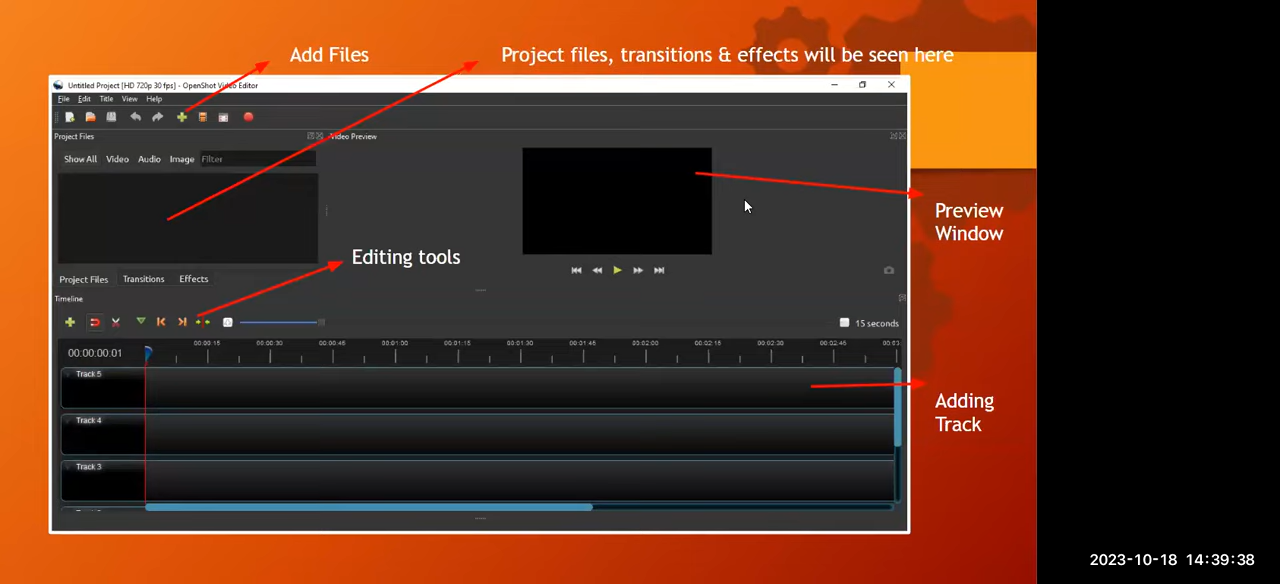 Add Files
Project files, transitions & effects will be seen here
Untitled Project [HD 720p 30 fps] - OpenShot Video Editor
File Edit Title View Help
Project Files
Video Preview
Show All Video Audio Image Filter
Preview
Window
Editing tools
Project Files Transitions Effects
Timeline
15 seconds
00:00:00:01
00:00:15 00:00:30 00:00:45 00:01:00 00:01:15 00:01:30 00:01:45 00:02:00 00:02:15 00:02:30 00:02:45
Track 5
Adding
Track
Track 4
Track 3
2023-10-18 14:39:38